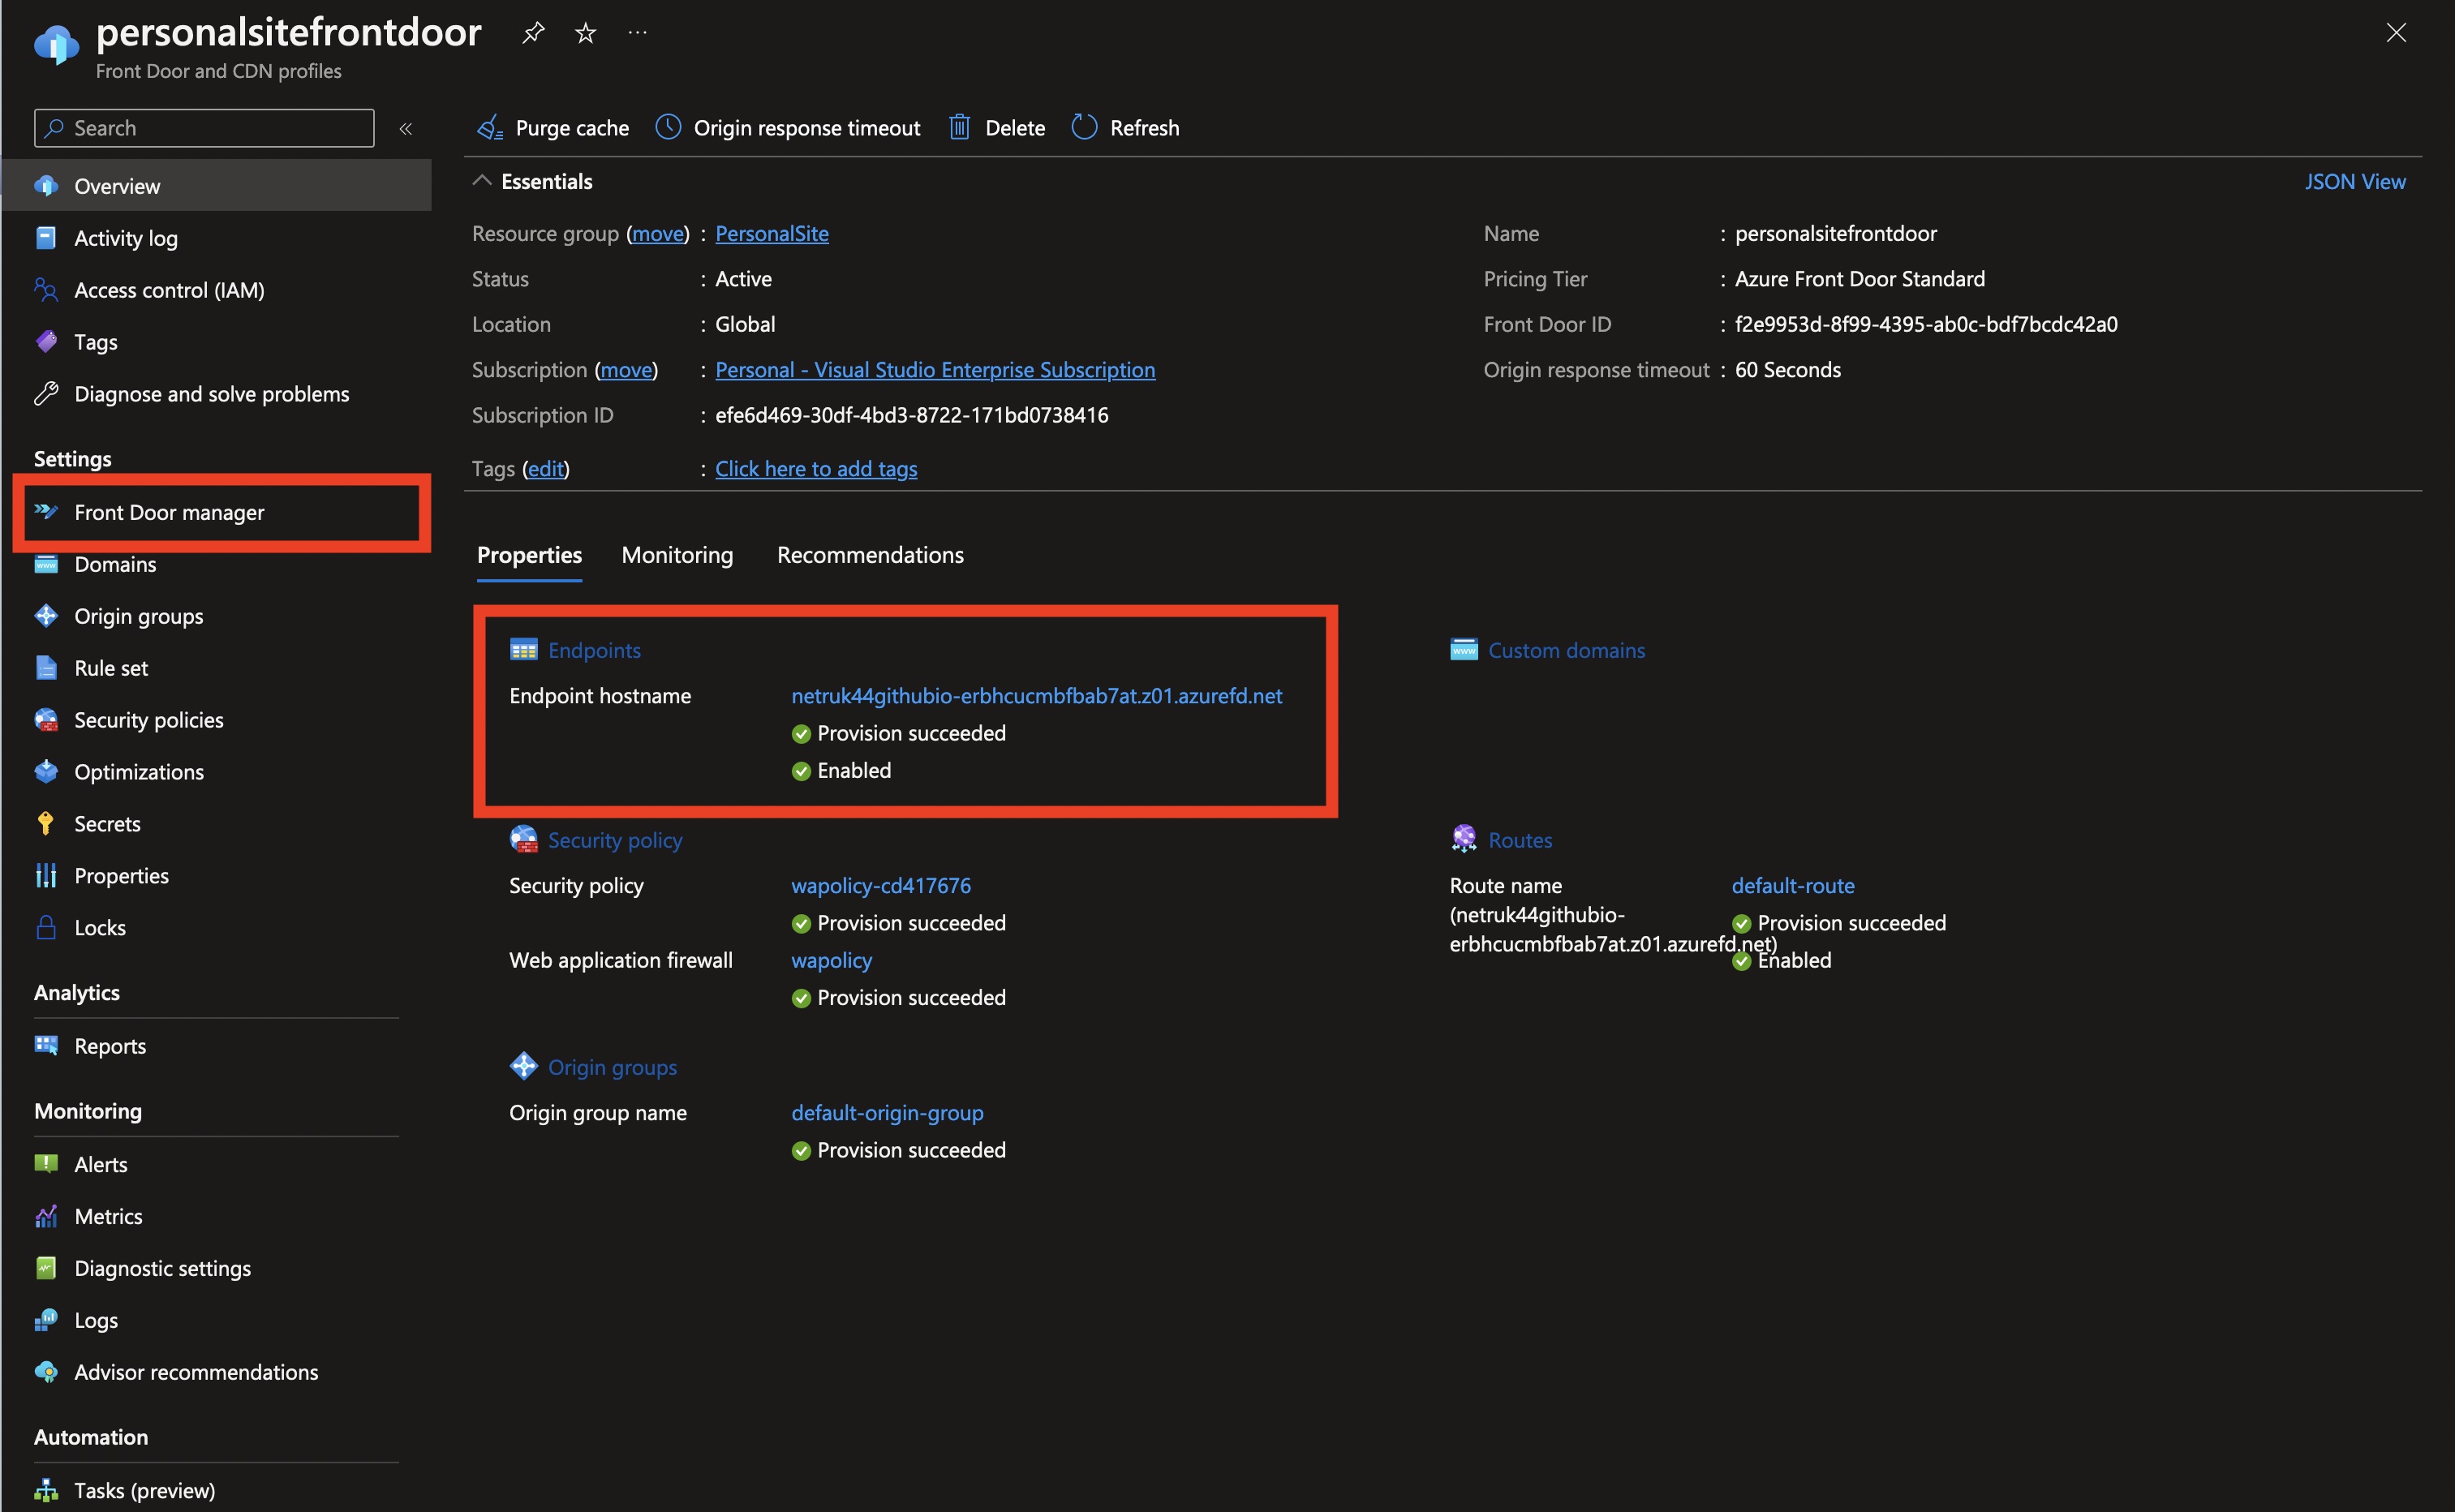 personalsitefrontdoor
Front Door and CDN profiles
Search
Overview
Activity log
Access control (IAM)
Tags
Diagnose and solve problems
Settings
Front Door manager
Domains
Origin groups
Rule set
Security policies
Optimizations
Secrets
Properties
Locks
Analytics
Reports
Monitoring
Alerts
Metrics
Diagnostic settings
Logs
Advisor recommendations
Automation
Tasks (preview)
Purge cache Origin response timeout Delete Refresh
Essentials JSON View
Resource group (move) : PersonalSite
Status : Active
Location : Global
Subscription (move) : Personal - Visual Studio Enterprise Subscription
Subscription ID : efe6d469-30df-4bd3-8722-171bd0738416
Tags (edit) : Click here to add tags
Name : personalsitefrontdoor
Pricing Tier : Azure Front Door Standard
Front Door ID : f2e9953d-8f99-4395-ab0c-bdf7bcdc42a0
Origin response timeout : 60 Seconds
Properties Monitoring Recommendations
Endpoints
Endpoint hostname netruk44githubio-erbhcucmbfbab7at.z01.azurefd.net
Provision succeeded
Enabled
www Custom domains
Security policy
Security policy wapolicy-cd417676
Provision succeeded
Web application firewall wapolicy
Provision succeeded
Routes
Route name default-route
(netruk44githubio- Provision succeeded
erbhcucmbfbab7at.z01.azurefd.net) Enabled
Origin groups
Origin group name default-origin-group
Provision succeeded